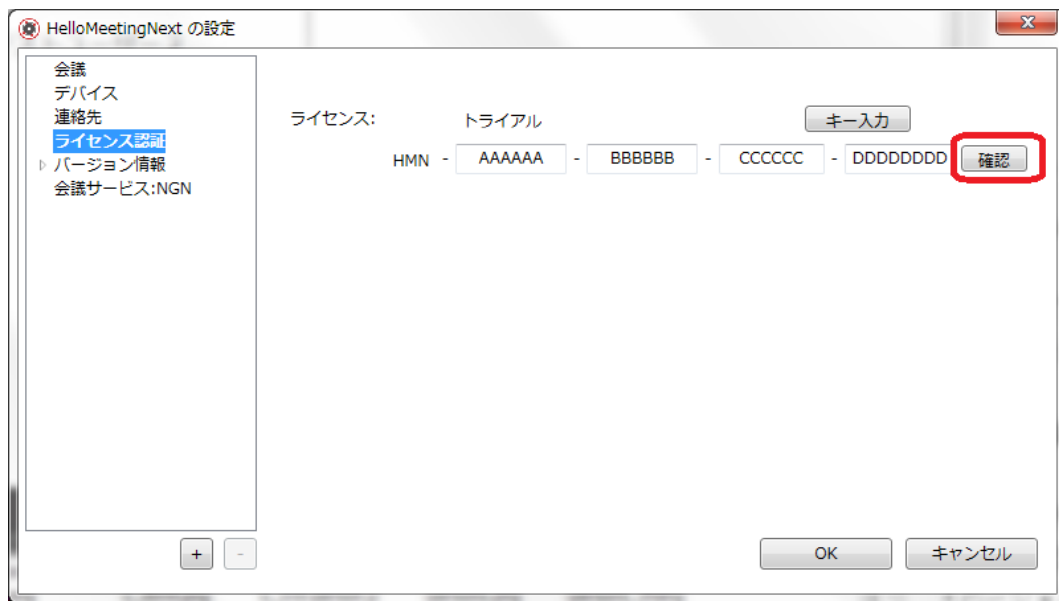 HelloMeetingNext の設定
会議
デバイス
連絡先
ライセンス認証
バージョン情報
会議サービス:NGN
ライセンス: トライアル キー入力
HMN - AAAAAA - BBBBBB - CCCCCC - DDDDDDDD 確認
+ -
OK キャンセル